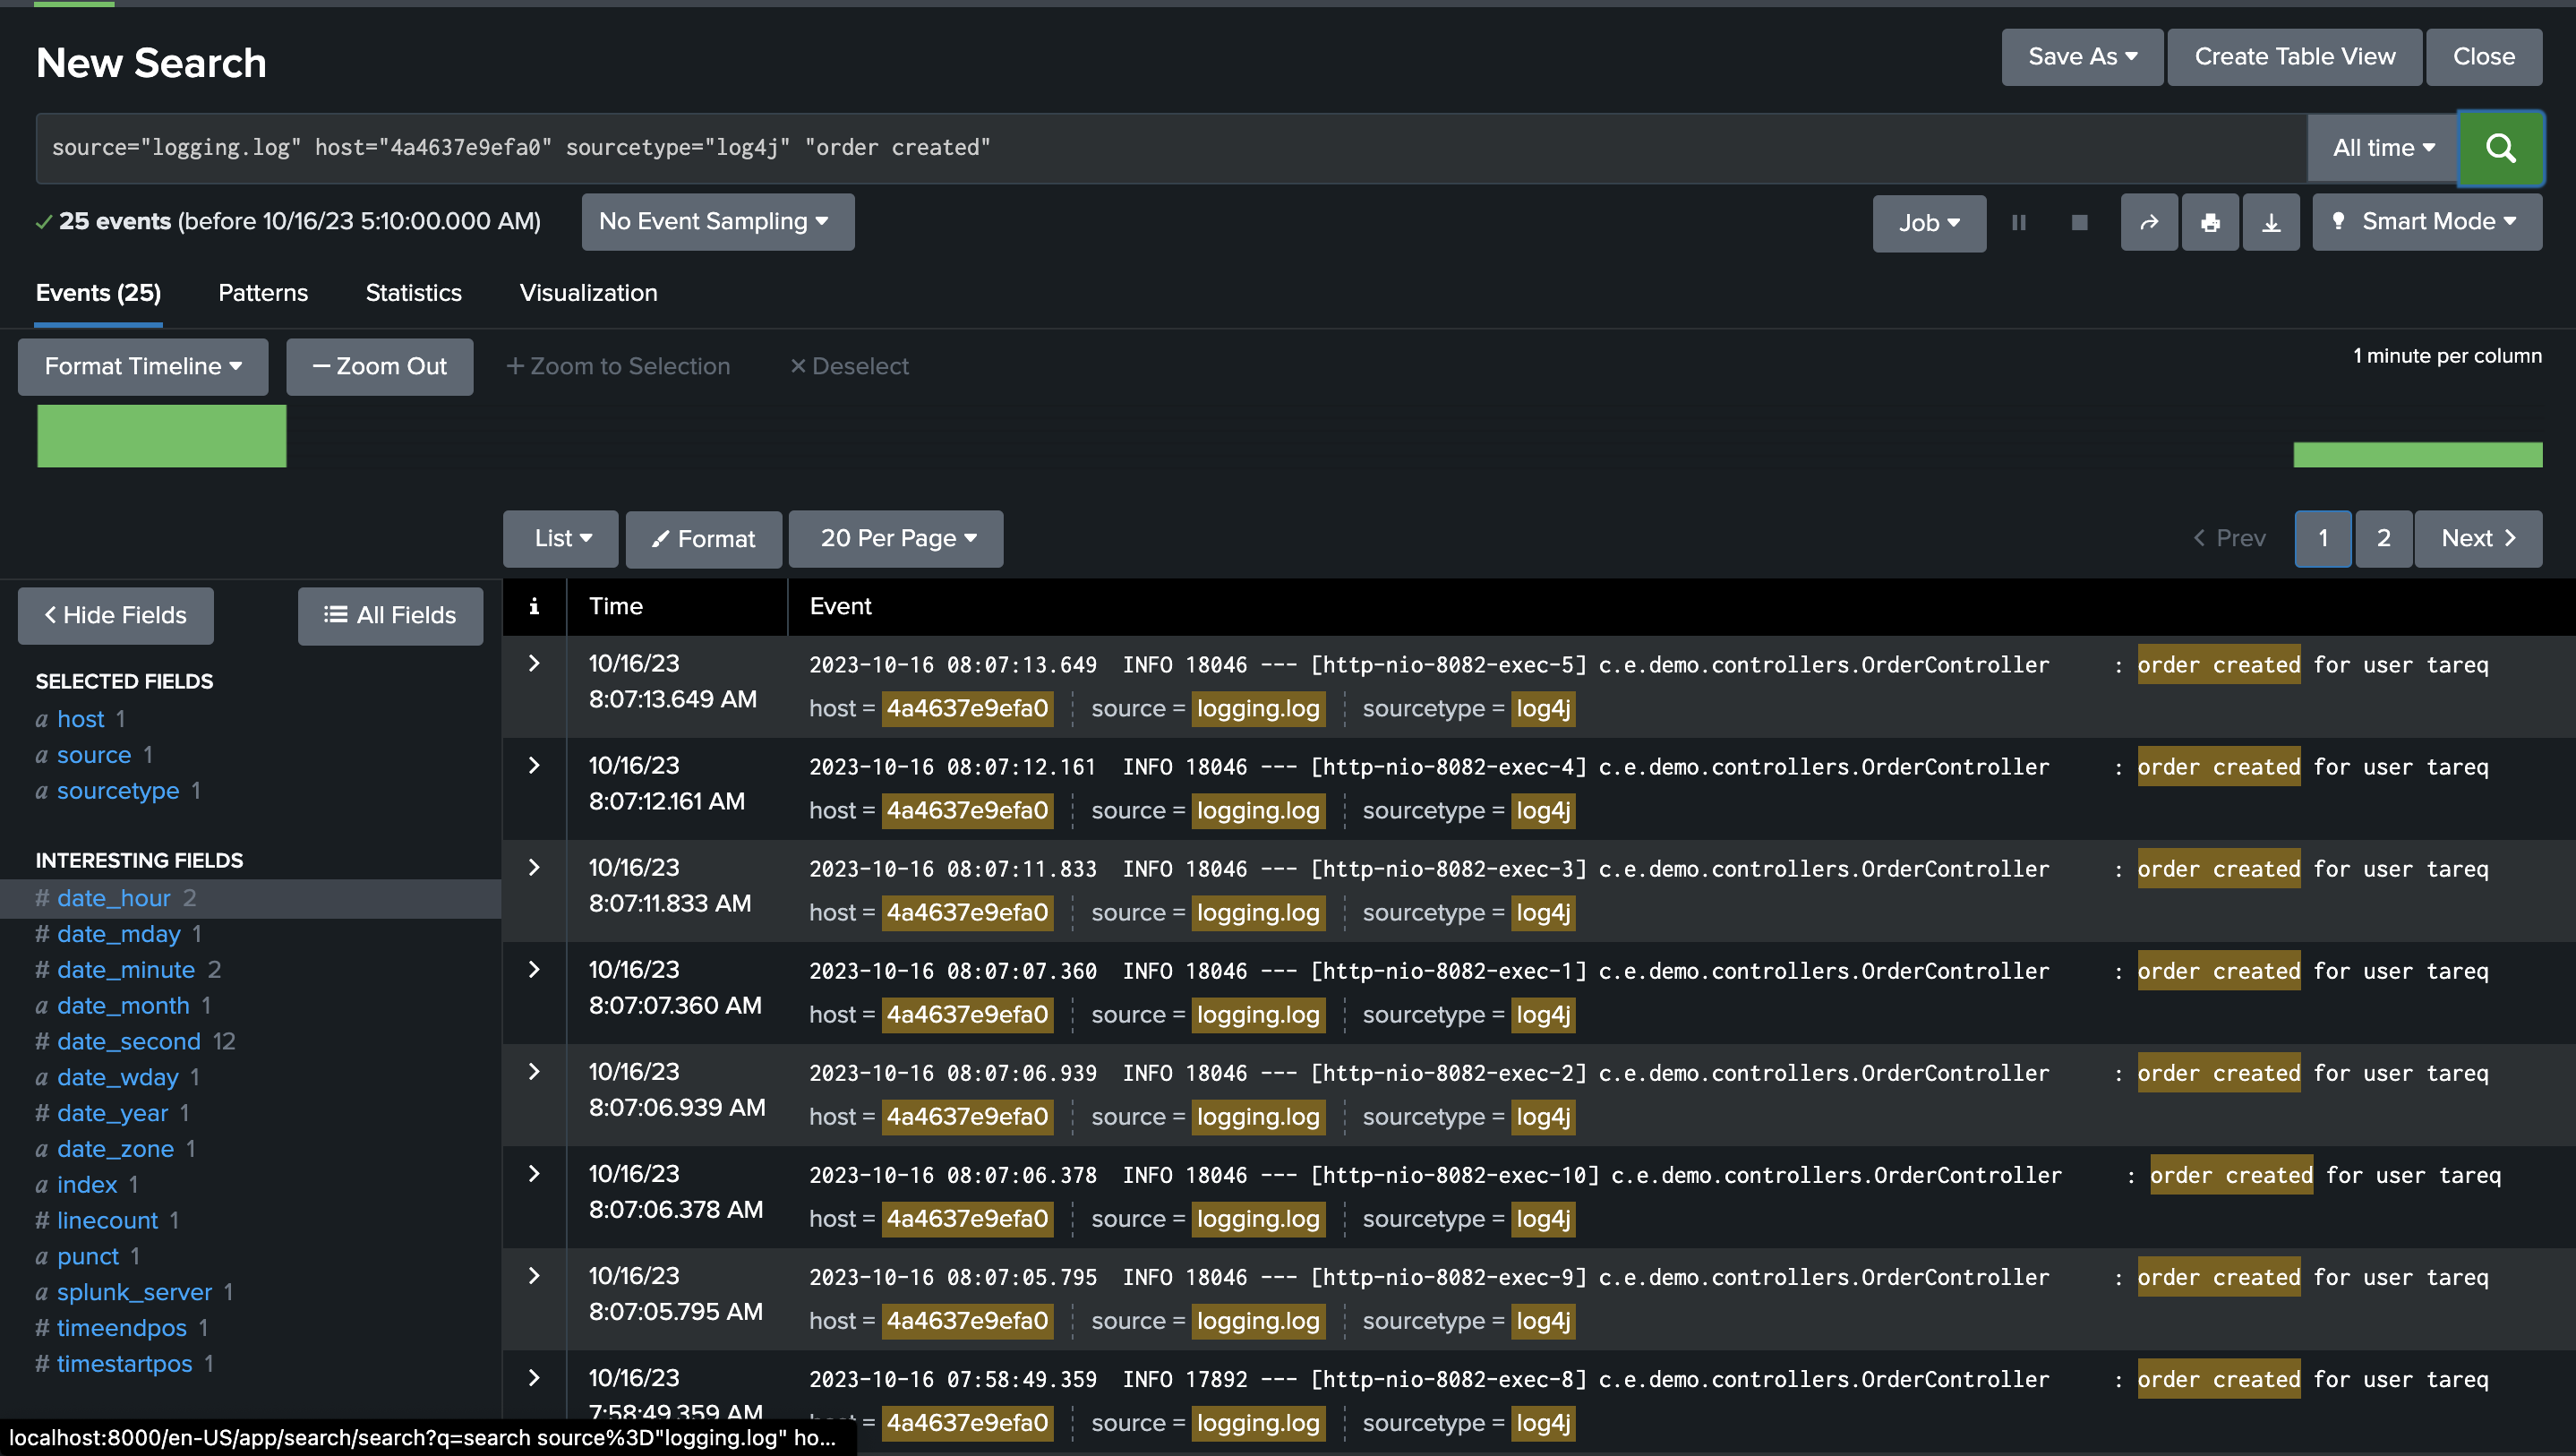 New Search
Save As
Create Table View
Close
source="logging.log" host="4a4637e9efa0" sourcetype="log4j" "order created"
All time
25 events (before 10/16/23 5:10:00.000 AM)
No Event Sampling
Job
Smart Mode
Events (25)
Patterns
Statistics
Visualization
Format Timeline
— Zoom Out
+ Zoom to Selection
× Deselect
1 minute per column
List
Format
20 Per Page
< Prev
1
2
Next >
< Hide Fields
All Fields
SELECTED FIELDS
a host 1
a source 1
a sourcetype 1
INTERESTING FIELDS
# date_hour 2
# date_mday 1
# date_minute 2
a date_month 1
# date_second 12
a date_wday 1
# date_year 1
a date_zone 1
a index 1
# linecount 1
a punct 1
a splunk_server 1
# timeendpos 1
# timestartpos 1
i
Time
Event
10/16/23
8:07:13.649 AM
2023-10-16 08:07:13.649  INFO 18046 --- [http-nio-8082-exec-5] c.e.demo.controllers.OrderController     : order created for user tareq
host = 4a4637e9efa0 source = logging.log sourcetype = log4j
10/16/23
8:07:12.161 AM
2023-10-16 08:07:12.161  INFO 18046 --- [http-nio-8082-exec-4] c.e.demo.controllers.OrderController     : order created for user tareq
host = 4a4637e9efa0 source = logging.log sourcetype = log4j
10/16/23
8:07:11.833 AM
2023-10-16 08:07:11.833  INFO 18046 --- [http-nio-8082-exec-3] c.e.demo.controllers.OrderController     : order created for user tareq
host = 4a4637e9efa0 source = logging.log sourcetype = log4j
10/16/23
8:07:07.360 AM
2023-10-16 08:07:07.360  INFO 18046 --- [http-nio-8082-exec-1] c.e.demo.controllers.OrderController     : order created for user tareq
host = 4a4637e9efa0 source = logging.log sourcetype = log4j
10/16/23
8:07:06.939 AM
2023-10-16 08:07:06.939  INFO 18046 --- [http-nio-8082-exec-2] c.e.demo.controllers.OrderController     : order created for user tareq
host = 4a4637e9efa0 source = logging.log sourcetype = log4j
10/16/23
8:07:06.378 AM
2023-10-16 08:07:06.378  INFO 18046 --- [http-nio-8082-exec-10] c.e.demo.controllers.OrderController     : order created for user tareq
host = 4a4637e9efa0 source = logging.log sourcetype = log4j
10/16/23
8:07:05.795 AM
2023-10-16 08:07:05.795  INFO 18046 --- [http-nio-8082-exec-9] c.e.demo.controllers.OrderController     : order created for user tareq
host = 4a4637e9efa0 source = logging.log sourcetype = log4j
10/16/23
7:58:49.359 AM
2023-10-16 07:58:49.359  INFO 17892 --- [http-nio-8082-exec-8] c.e.demo.controllers.OrderController     : order created for user tareq
host = 4a4637e9efa0 source = logging.log sourcetype = log4j
localhost:8000/en-US/app/search/search?q=search source%3D"logging.log" ho...